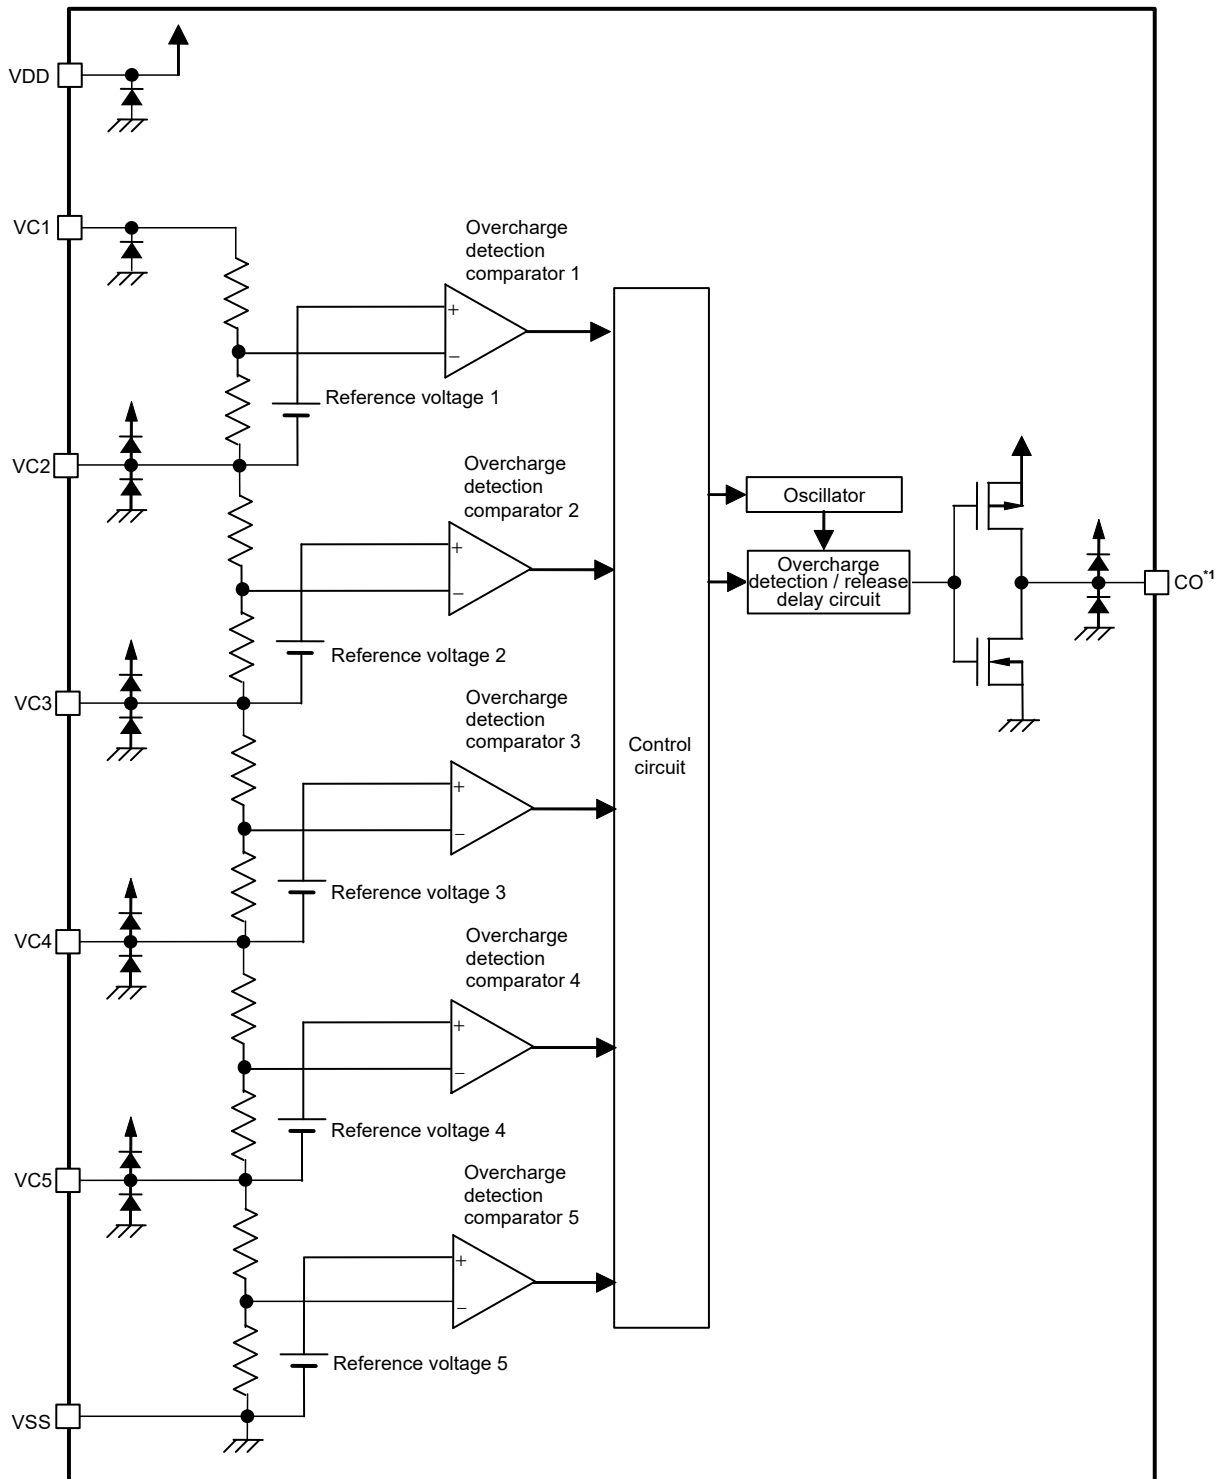 VDD
VC1
Overcharge
detection
comparator 1
+
−
Reference voltage 1
VC2
Overcharge
detection
comparator 2
+
−
Reference voltage 2
VC3
Overcharge
detection
comparator 3
+
−
Reference voltage 3
VC4
Overcharge
detection
comparator 4
+
−
Reference voltage 4
VC5
Overcharge
detection
comparator 5
+
−
Reference voltage 5
VSS
Control
circuit
Oscillator
Overcharge
detection / release
delay circuit
CO*1